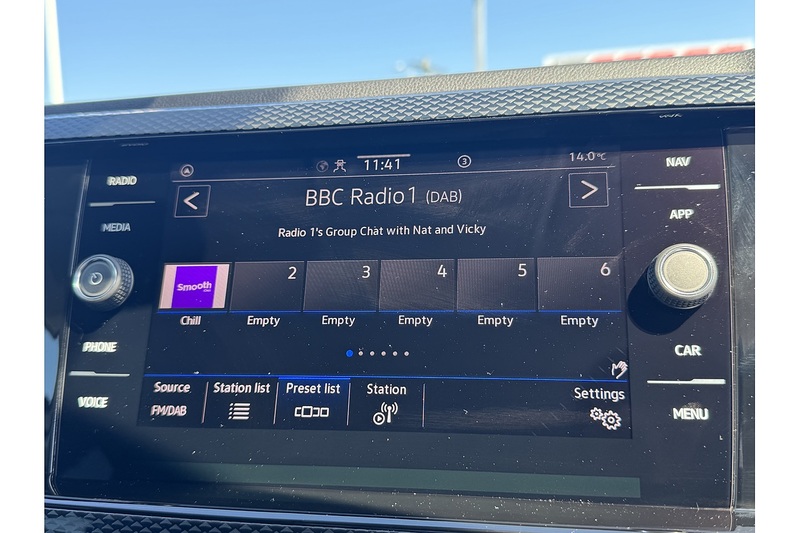 RADIO
MEDIA
PHONE
VOICE
11:41
3
14.0°C
<
BBC Radio 1 (DAB)
>
Radio 1's Group Chat with Nat and Vicky
Smooth
2
3
4
5
6
Chill
Empty
Empty
Empty
Empty
Empty
Source
Station list
Preset list
Station
Settings
FM/DAB
NAV
APP
CAR
MENU